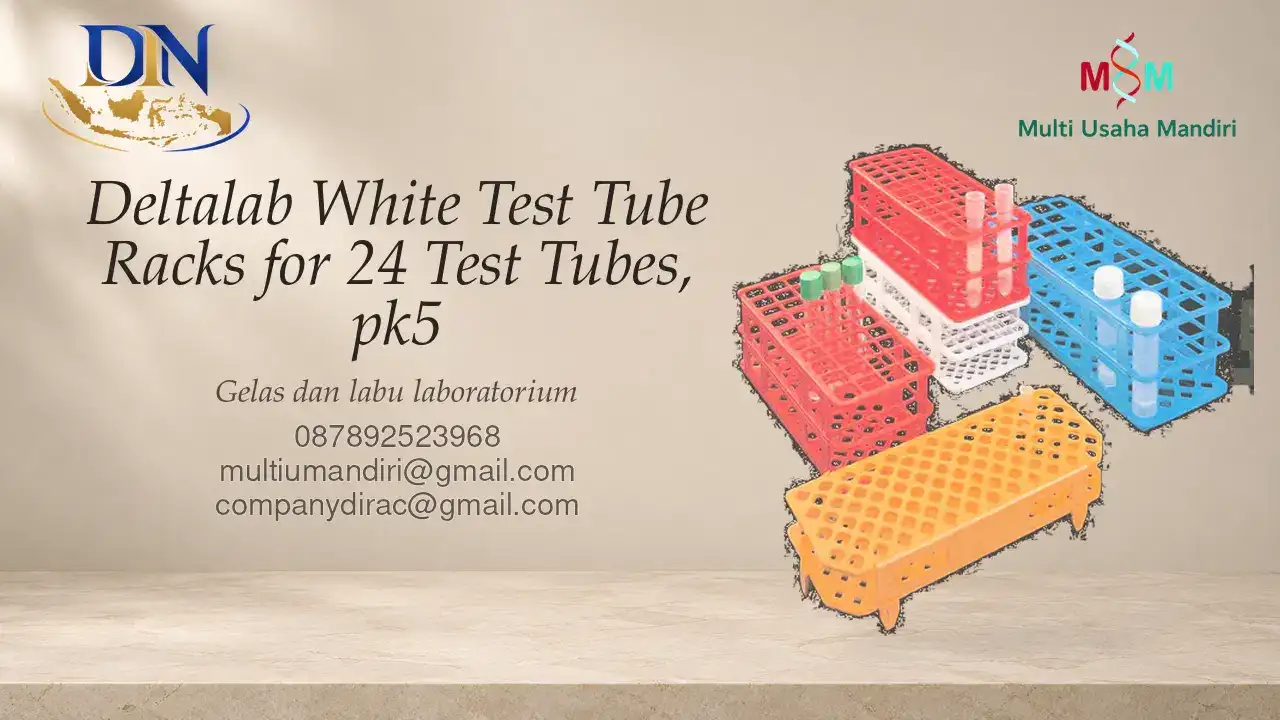 DIN
M M
Multi Usaha Mandiri
Deltalab White Test Tube
Racks for 24 Test Tubes,
pk5
Gelas dan labu laboratorium
087892523968
multiumandiri@gmail.com
companydirac@gmail.com